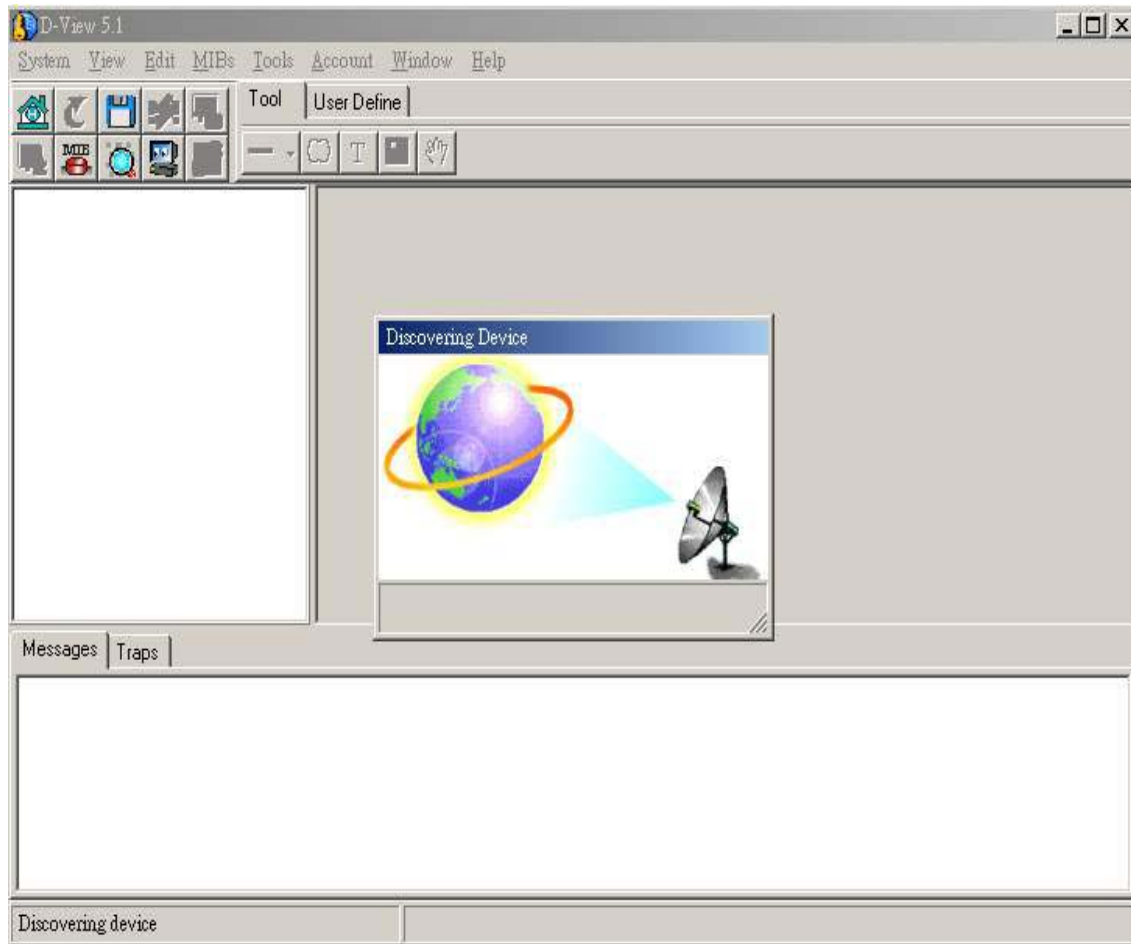 D-View 5.1
System View Edit MIBs Tools Account Window Help
Tool User Define
MIB
T
Discovering Device
Messages Traps
Discovering device